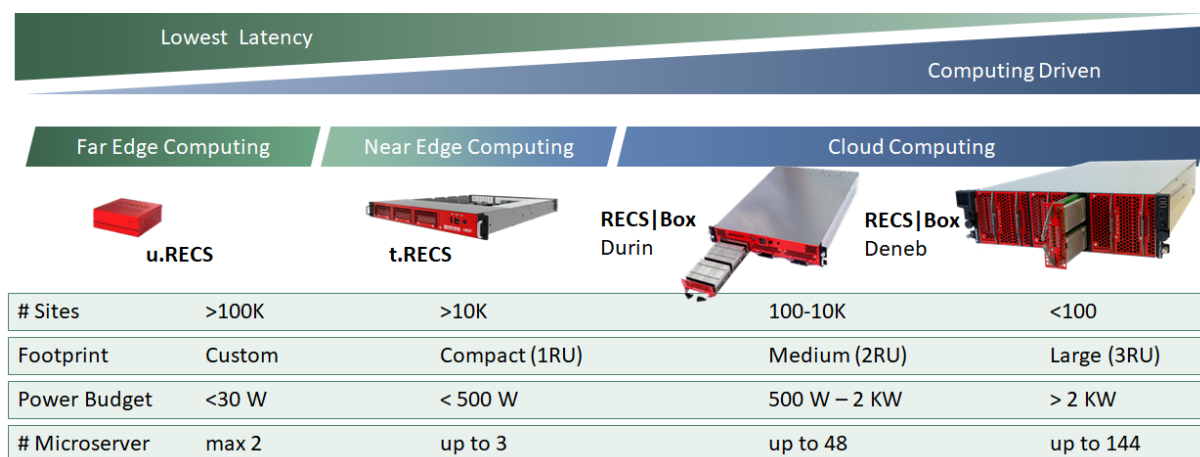 Lowest Latency
Computing Driven
Far Edge Computing Near Edge Computing Cloud Computing
u.RECS
t.RECS
RECS|Box
Durin
RECS|Box
Deneb
# Sites >100K >10K 100-10K <100
Footprint Custom Compact (1RU) Medium (2RU) Large (3RU)
Power Budget <30 W < 500 W 500 W – 2 KW > 2 KW
# Microserver max 2 up to 3 up to 48 up to 144